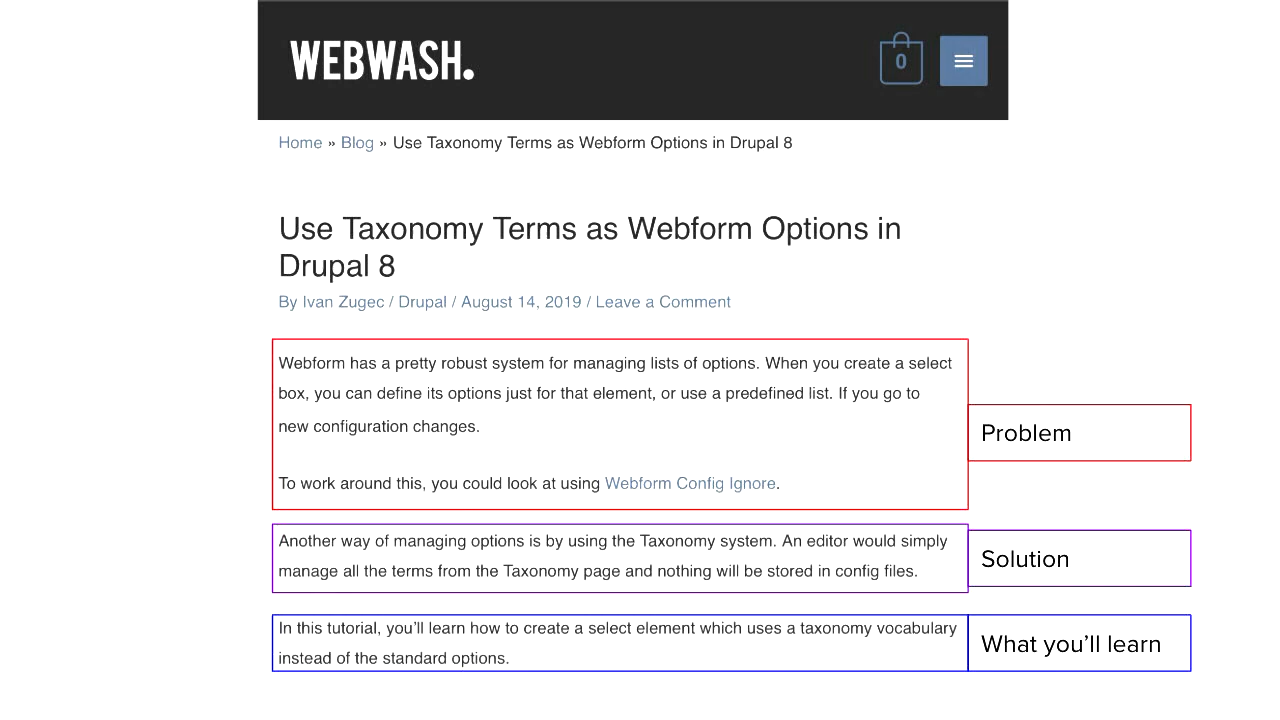 WEBWASH.
0
Home » Blog » Use Taxonomy Terms as Webform Options in Drupal 8
Use Taxonomy Terms as Webform Options in
Drupal 8
By Ivan Zugec / Drupal / August 14, 2019 / Leave a Comment
Webform has a pretty robust system for managing lists of options. When you create a select
box, you can define its options just for that element, or use a predefined list. If you go to
new configuration changes.
To work around this, you could look at using Webform Config Ignore.
Problem
Another way of managing options is by using the Taxonomy system. An editor would simply
manage all the terms from the Taxonomy page and nothing will be stored in config files.
Solution
In this tutorial, you’ll learn how to create a select element which uses a taxonomy vocabulary
instead of the standard options.
What you’ll learn